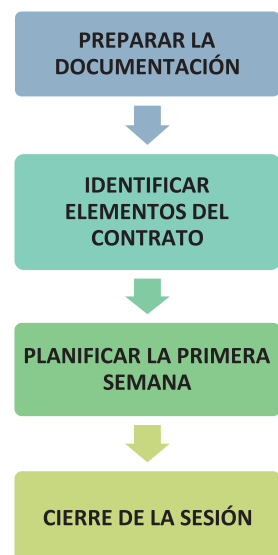 PREPARAR LA
DOCUMENTACIÓN
IDENTIFICAR
ELEMENTOS DEL
CONTRATO
PLANIFICAR LA PRIMERA
SEMANA
CIERRE DE LA SESIÓN